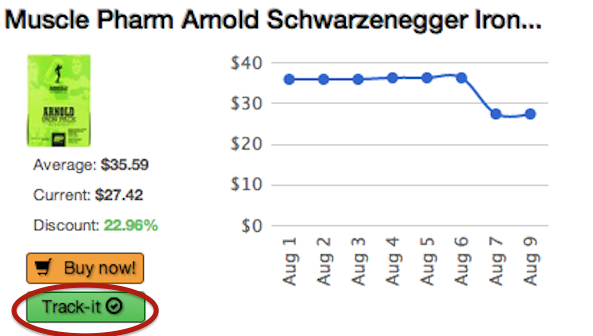 Muscle Pharm Arnold Schwarzenegger Iron...
ARNOLD
IRON PACK
Average: $35.59
Current: $27.42
Discount: 22.96%
Buy now!
Track-it
$40
$30
$20
$10
$0
Aug 1
Aug 2
Aug 3
Aug 4
Aug 5
Aug 6
Aug 7
Aug 9